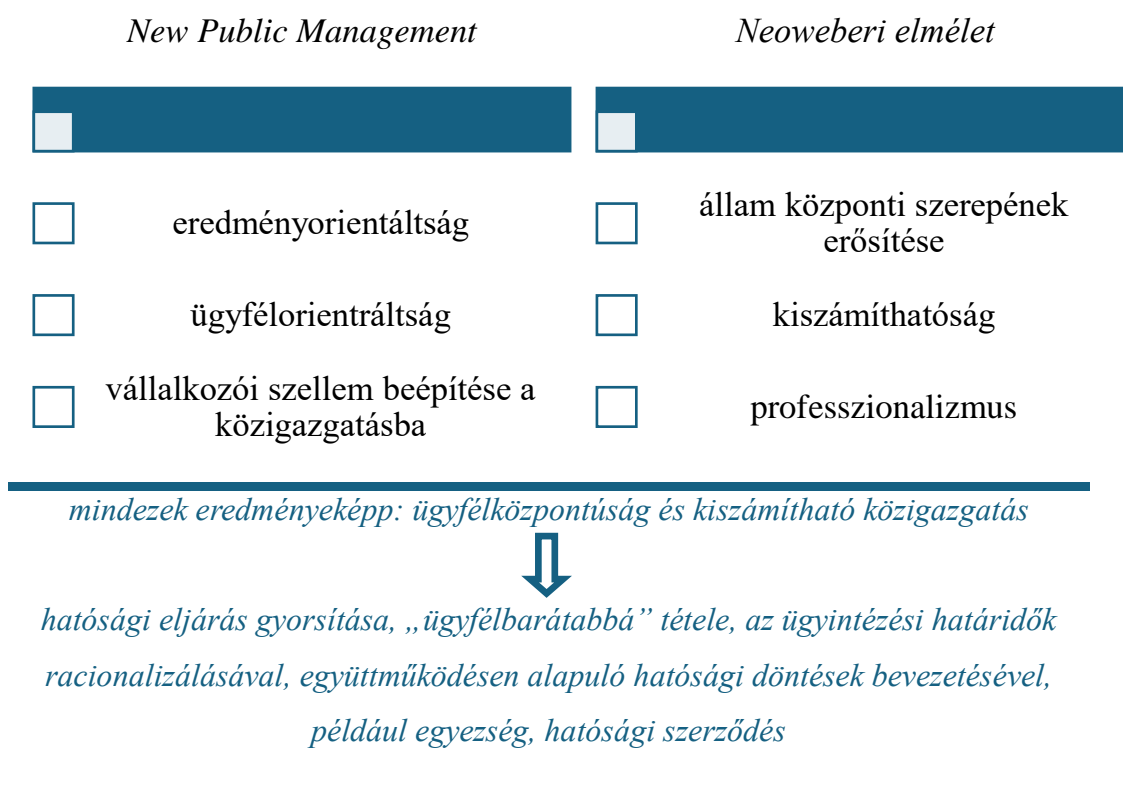 New Public Management
Neoweberi elmélet
eredményorientáltság
állam központi szerepének
erősítése
ügyfélorientráltság
kiszámíthatóság
vállalkozói szellem beépítése a
közigazgatásba
professzionalizmus
mindezek eredményeképp: ügyfélközpontúság és kiszámítható közigazgatás
hatósági eljárás gyorsítása, „ügyfélbarátabbá” tétele, az ügyintézési határidők
racionalizálásával, együttműködésen alapuló hatósági döntések bevezetésével,
például egyezség, hatósági szerződés